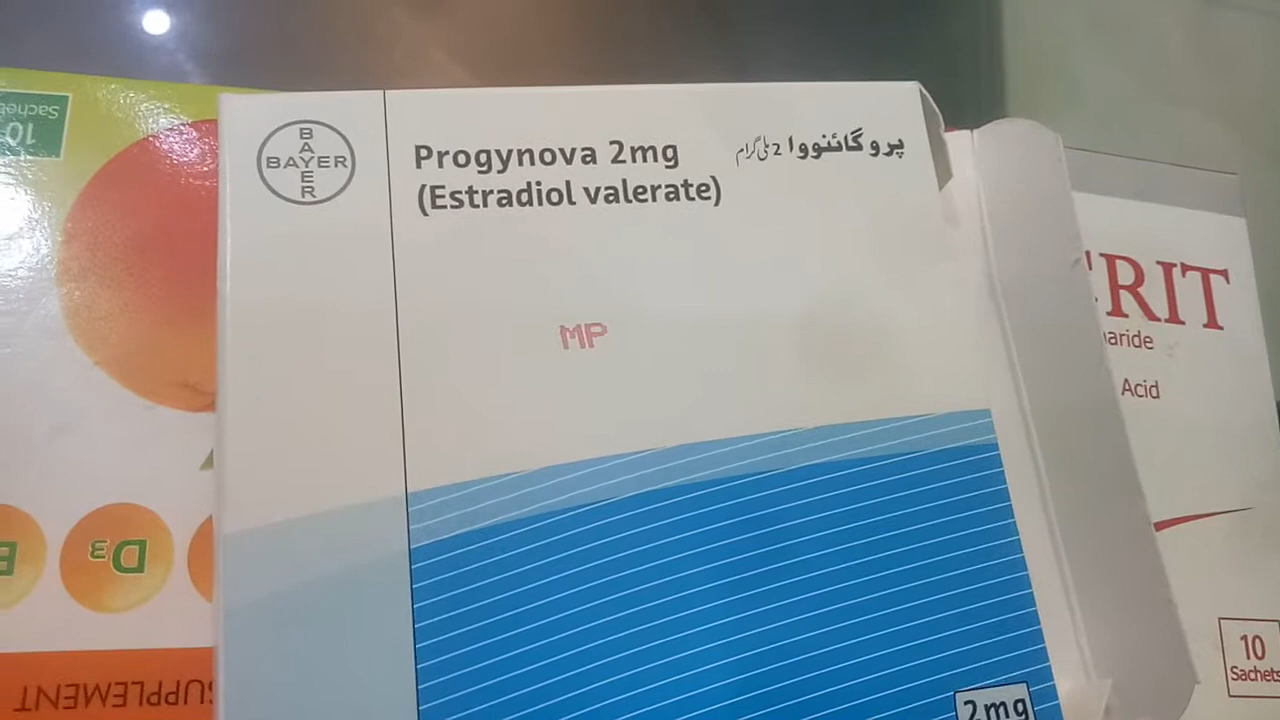 Sachets
10
BAYER
BAYER
Progynova 2mg
(Estradiol valerate)
پروگائنووا 2 ملی گرام
MP
2mg
D3
SUPPLEMENT
RIT
Acid
10
Sachets